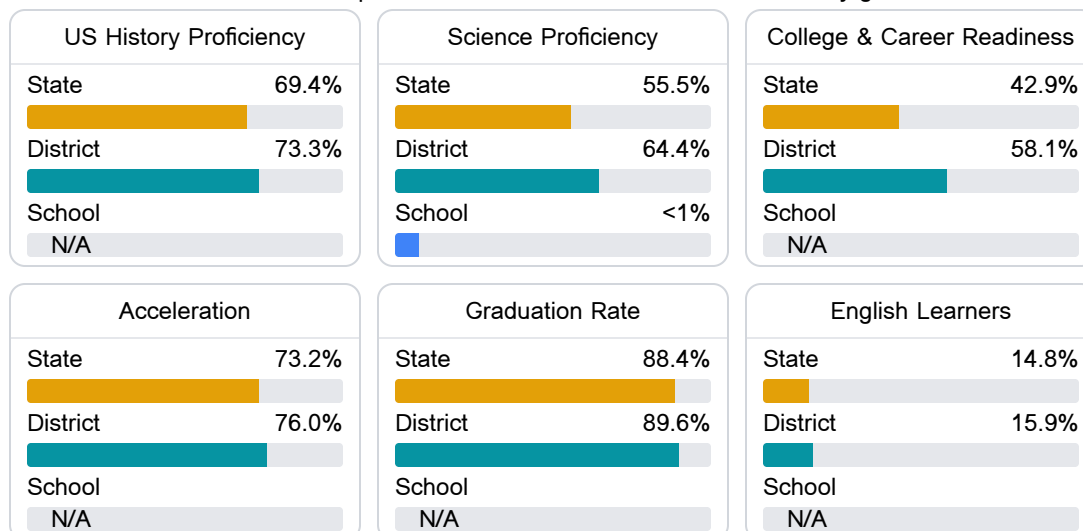 US History Proficiency
State 69.4%
District 73.3%
School
N/A
Science Proficiency
State 55.5%
District 64.4%
School <1%
College & Career Readiness
State 42.9%
District 58.1%
School
N/A
Acceleration
State 73.2%
District 76.0%
School
N/A
Graduation Rate
State 88.4%
District 89.6%
School
N/A
English Learners
State 14.8%
District 15.9%
School
N/A